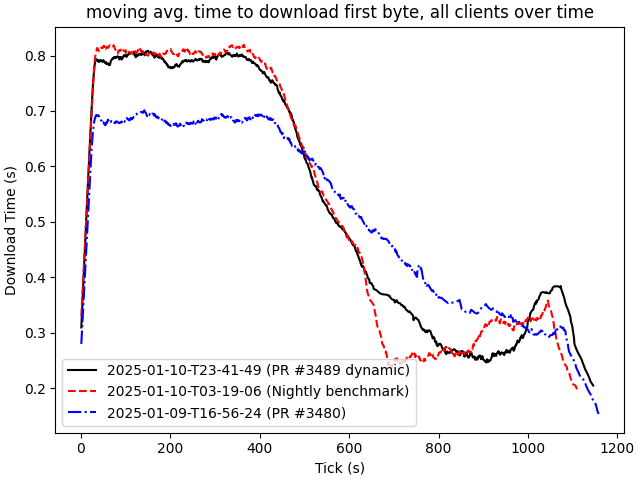 moving avg. time to download first byte, all clients over time
Download Time (s)
0.8
0.7
0.6
0.5
0.4
0.3
0.2
2025-01-10-T23-41-49 (PR #3489 dynamic)
2025-01-10-T03-19-06 (Nightly benchmark)
2025-01-09-T16-56-24 (PR #3480)
0 200 400 600 800 1000 1200
Tick (s)